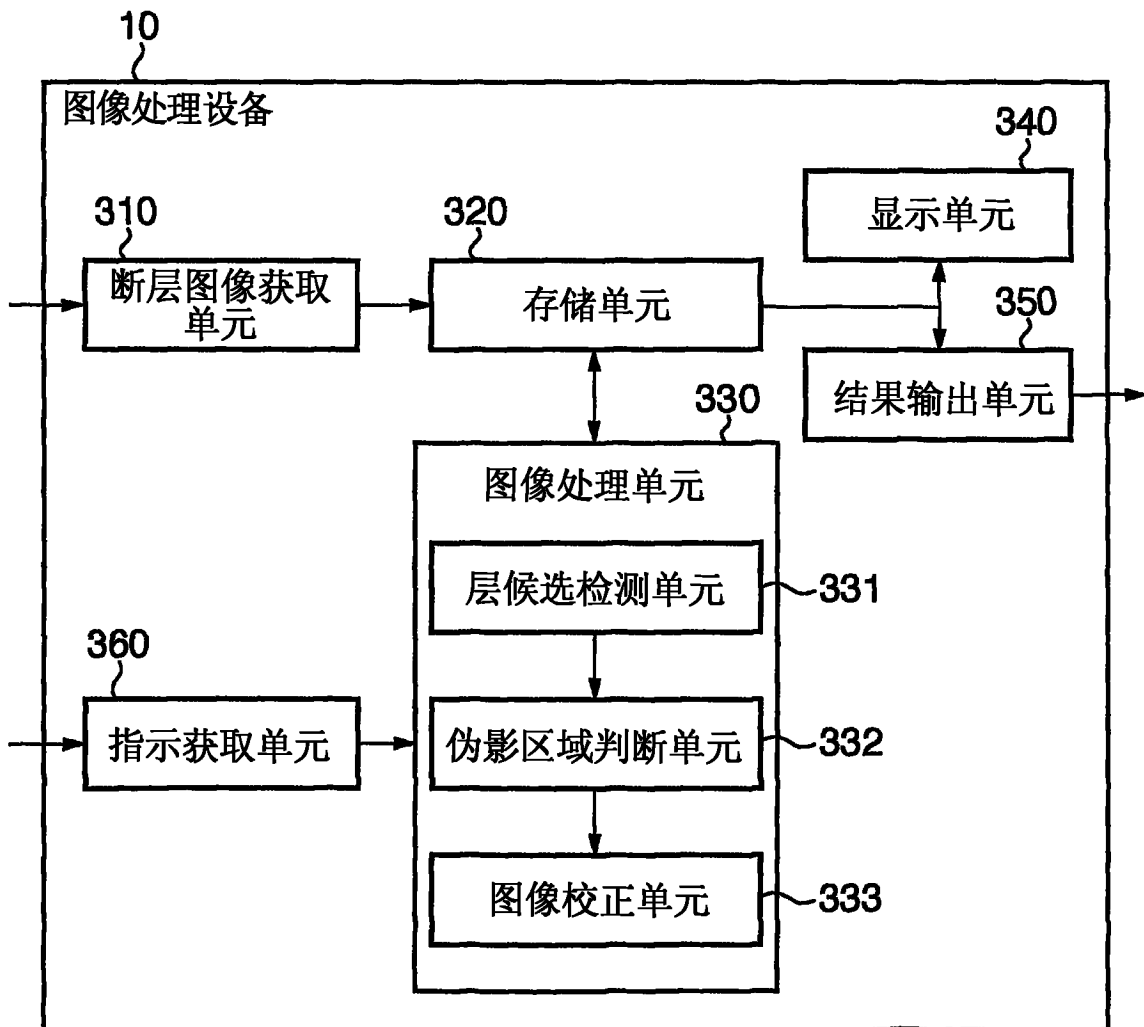 10
图像处理设备
340
显示单元
310
断层图像获取
单元
320
存储单元
350
结果输出单元
330
图像处理单元
层候选检测单元
331
360
指示获取单元
伪影区域判断单元
332
图像校正单元
333